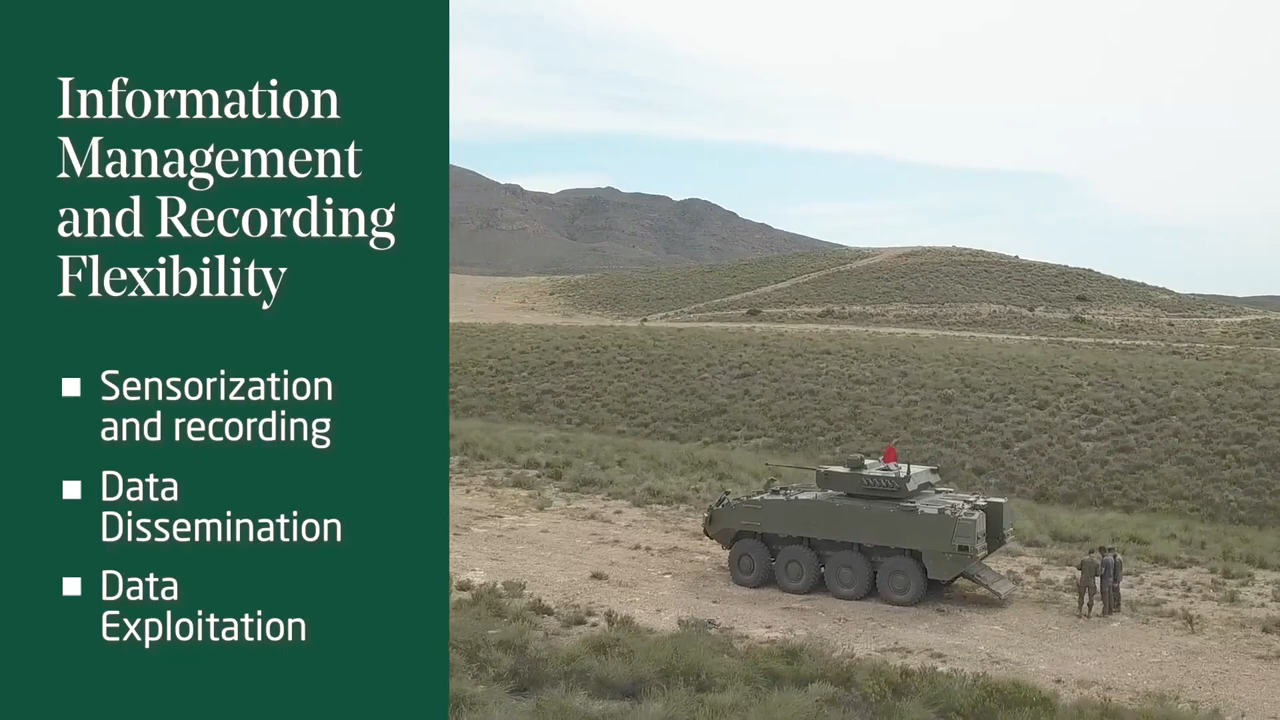 Information
Management
and Recording
Flexibility
Sensorization
and recording
Data
Dissemination
Data
Exploitation